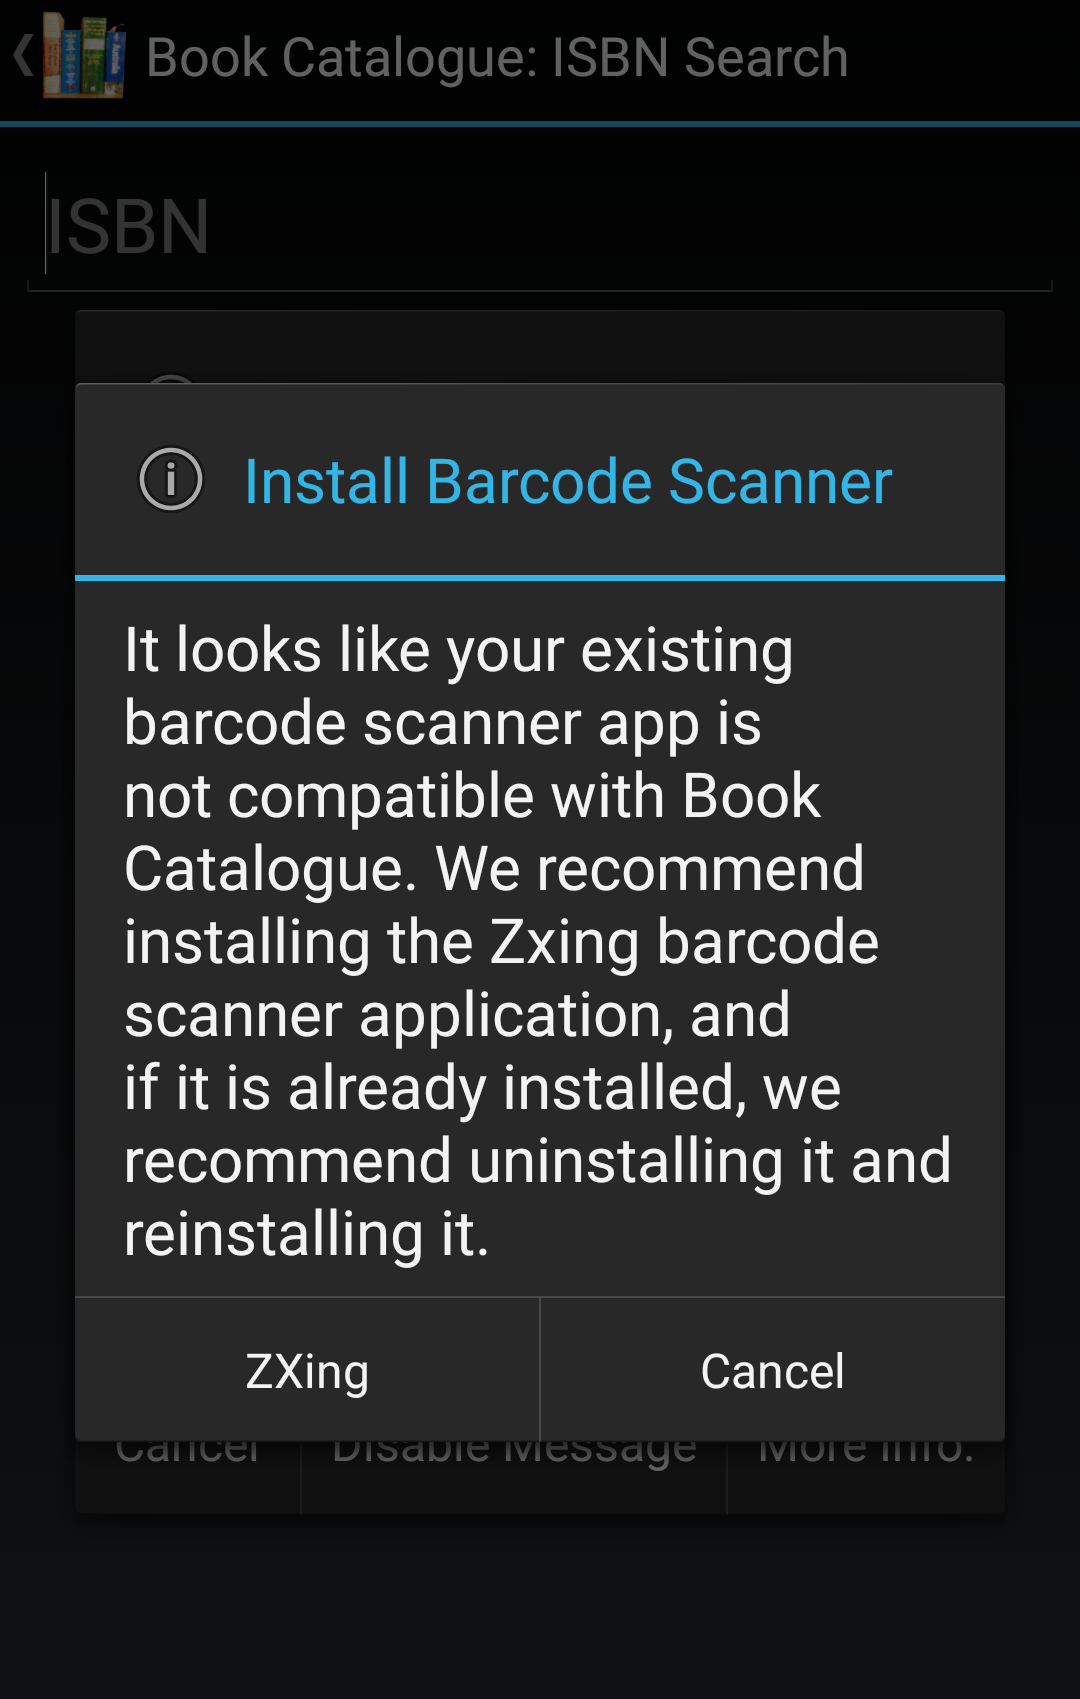 Book Catalogue: ISBN Search
ISBN
Install Barcode Scanner
It looks like your existing
barcode scanner app is
not compatible with Book
Catalogue. We recommend
installing the Zxing barcode
scanner application, and
if it is already installed, we
recommend uninstalling it and
reinstalling it.
ZXing Cancel
Cancel Disable Message More info.